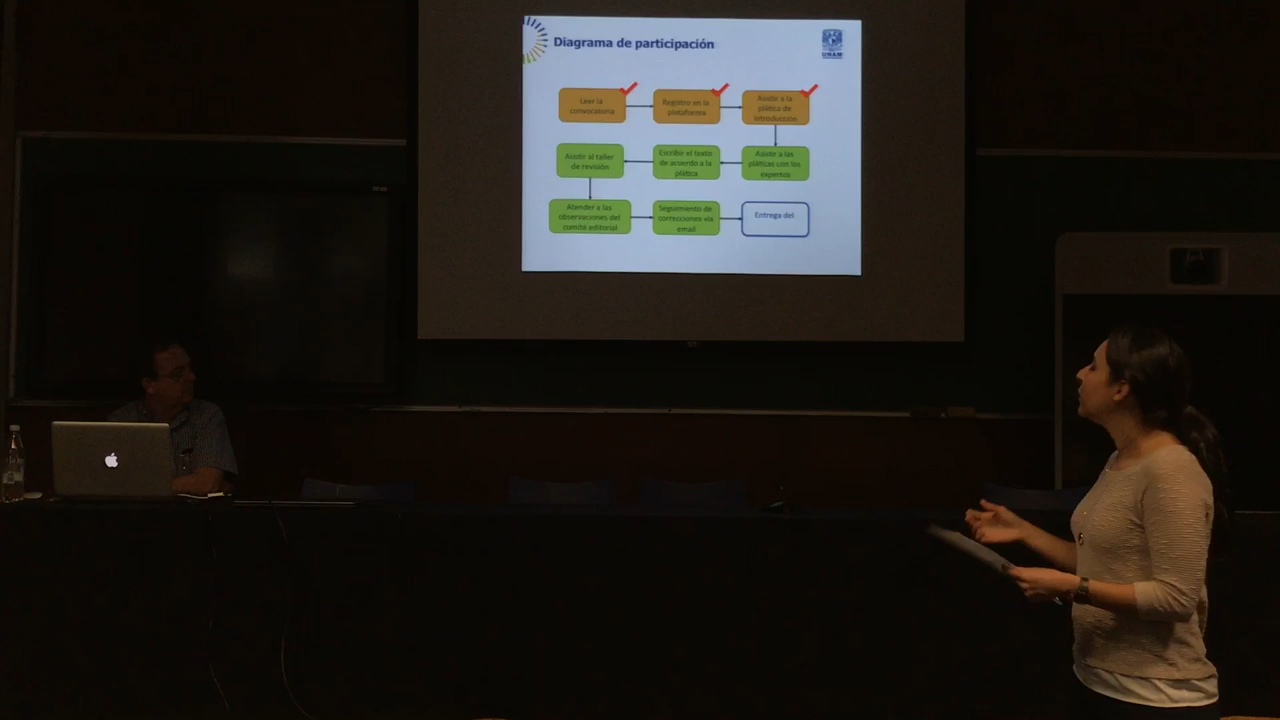 Diagrama de participación
UNAM
Leer la
convocatoria
Registro en la
plataforma
Asistir a la
plática de
introducción
Asistir a las
pláticas con los
expertos
Escribir el texto
de acuerdo a la
plática
Asistir al taller
de revisión
Atender a las
observaciones del
comité editorial
Seguimiento de
correcciones vía
email
Entrega del